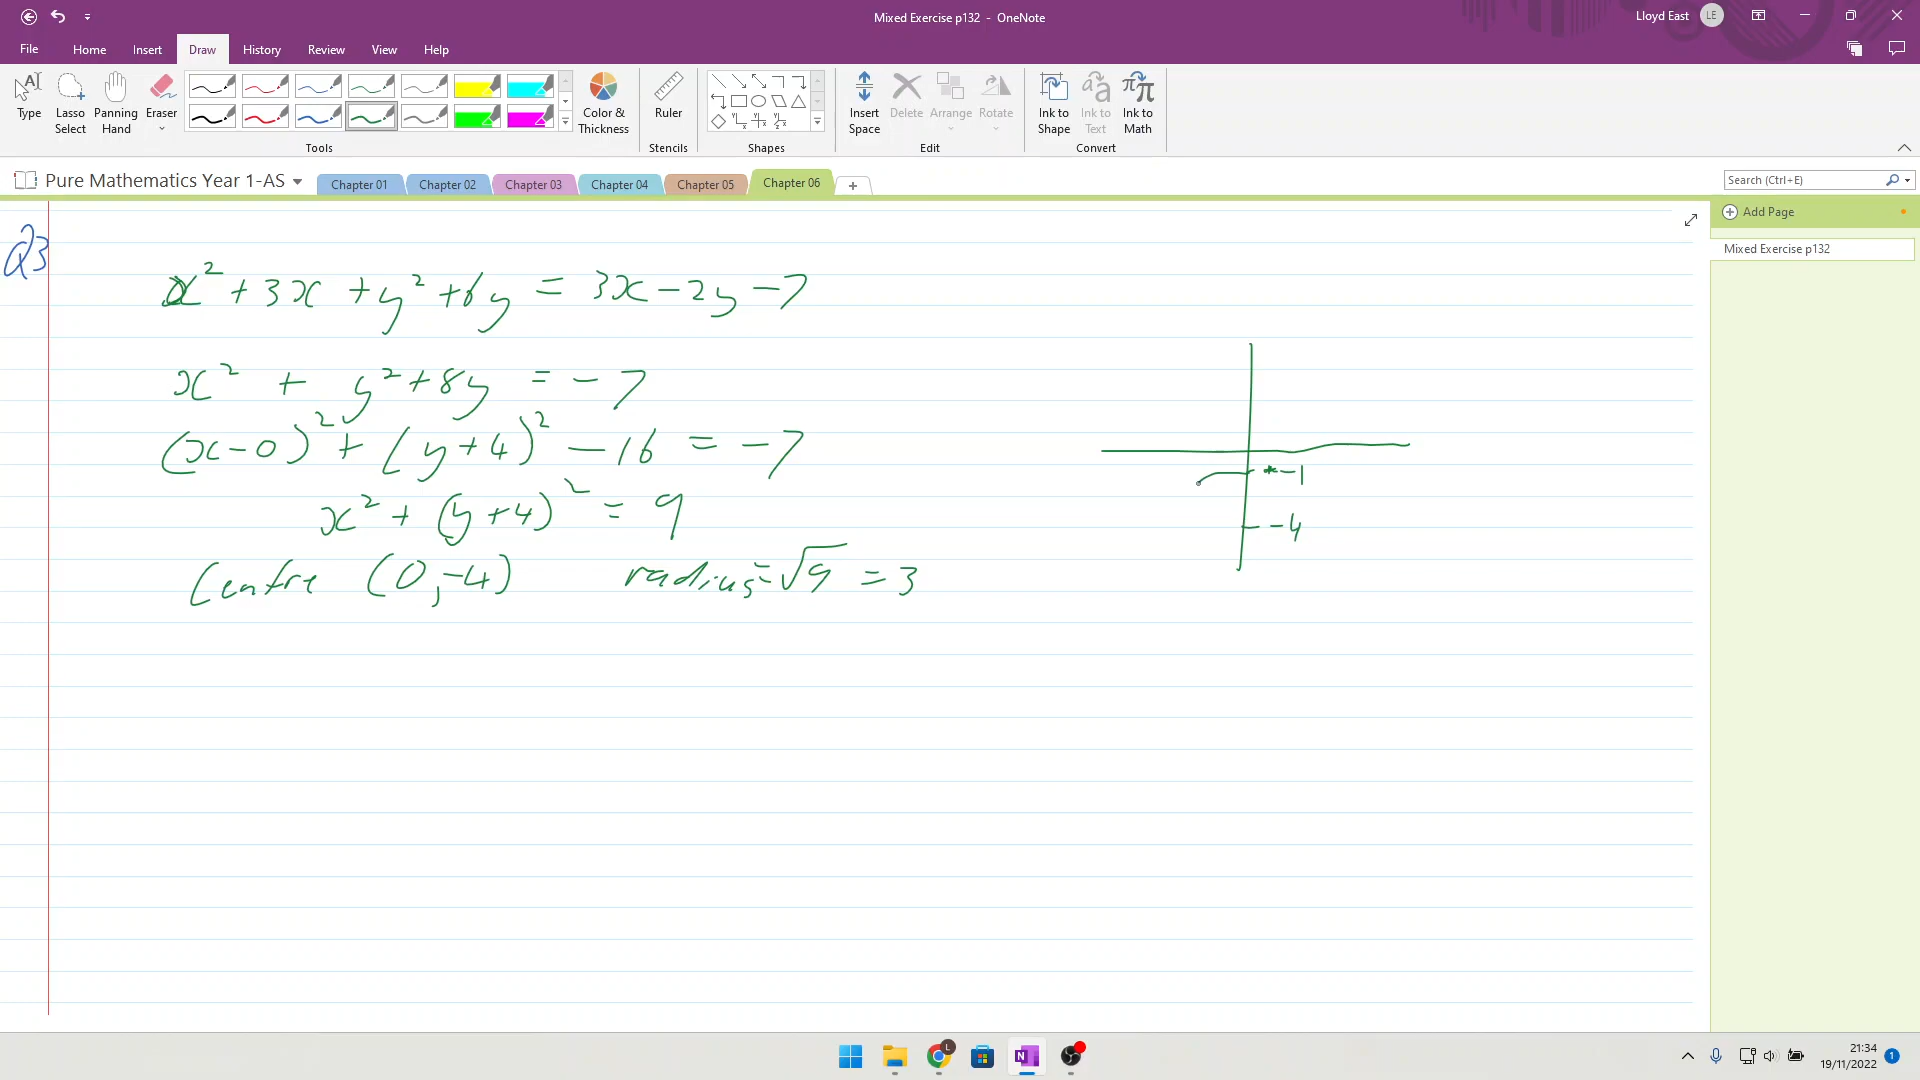 Mixed Exercise p132 - OneNote
Lloyd East LE
File Home Insert Draw History Review View Help
Type Lasso Select Panning Hand Eraser Color & Thickness Ruler Insert Space Delete Arrange Rotate Ink to Shape Ink to Text Ink to Math
Tools Stencils Shapes Edit Convert
Pure Mathematics Year 1-AS Chapter 01 Chapter 02 Chapter 03 Chapter 04 Chapter 05 Chapter 06
Search (Ctrl+E)
Add Page
Mixed Exercise p132
Q3
x² + 3x + y² + 6y = 3x - 2y - 7
x² + y² + 8y = -7
(x - 0)² + (y + 4)² - 16 = -7
x² + (y + 4)² = 9
Centre (0, -4) radius = √9 = 3
-1
-4
21:34
19/11/2022
1